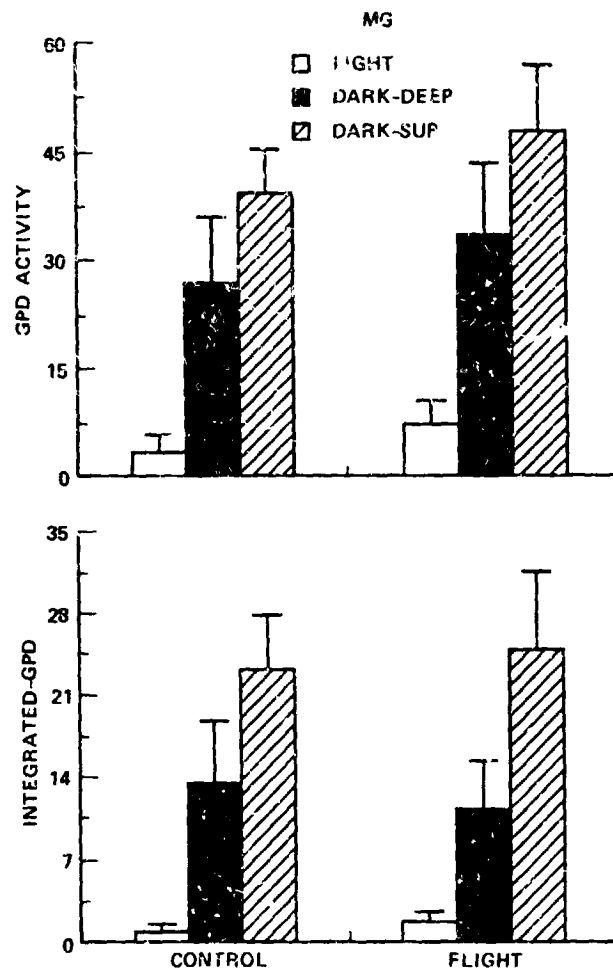 MG
LIGHT
DARK-DEEP
DARK-SUP
60
45
30
15
0
GPD ACTIVITY
35
28
21
14
7
0
INTEGRATED-GPD
CONTROL
FLIGHT